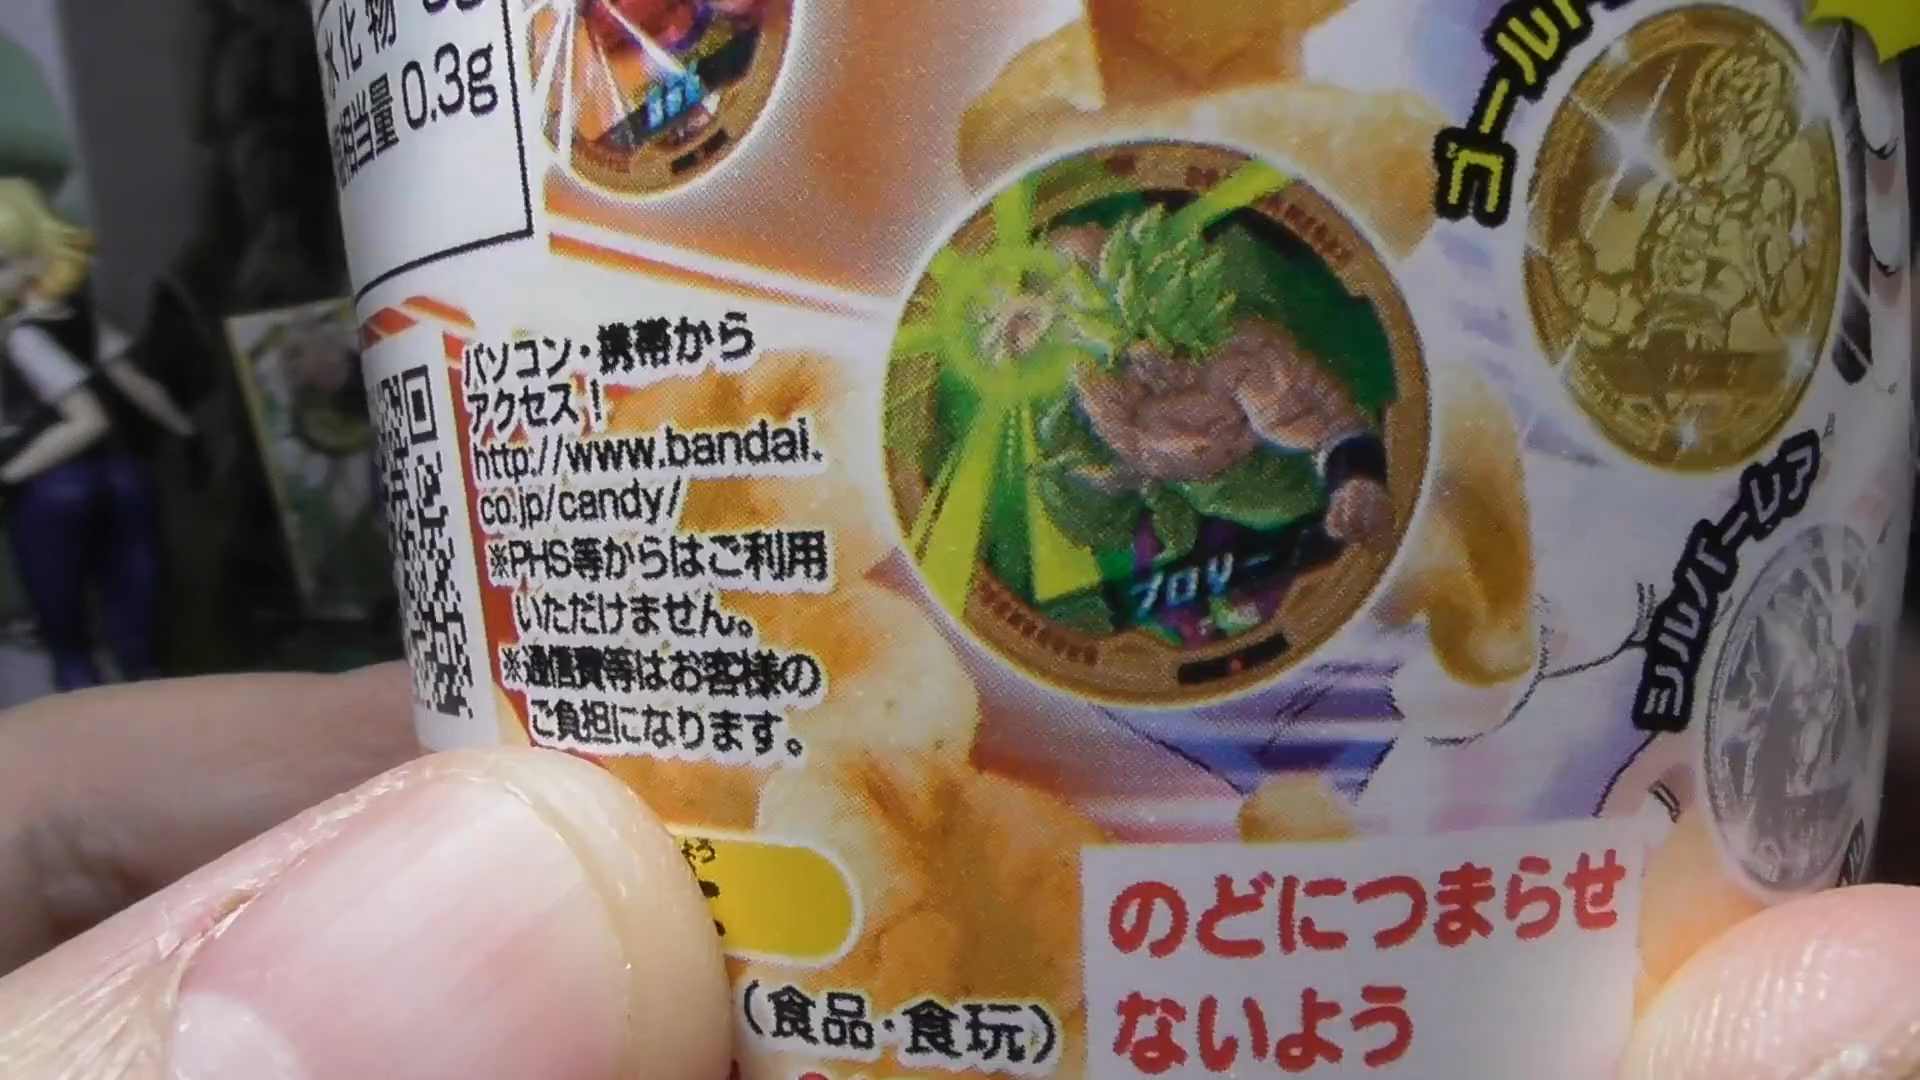 水化物
相当量 0.3g
パソコン・携帯から
アクセス！
http://www.bandai.
co.jp/candy/
※PHS等からはご利用
いただけません。
※通信費等はお客様の
ご負担になります。
ブロリー
ゴールド
シルバーレア
(食品・食玩)
のどにつまらせ
ないよう